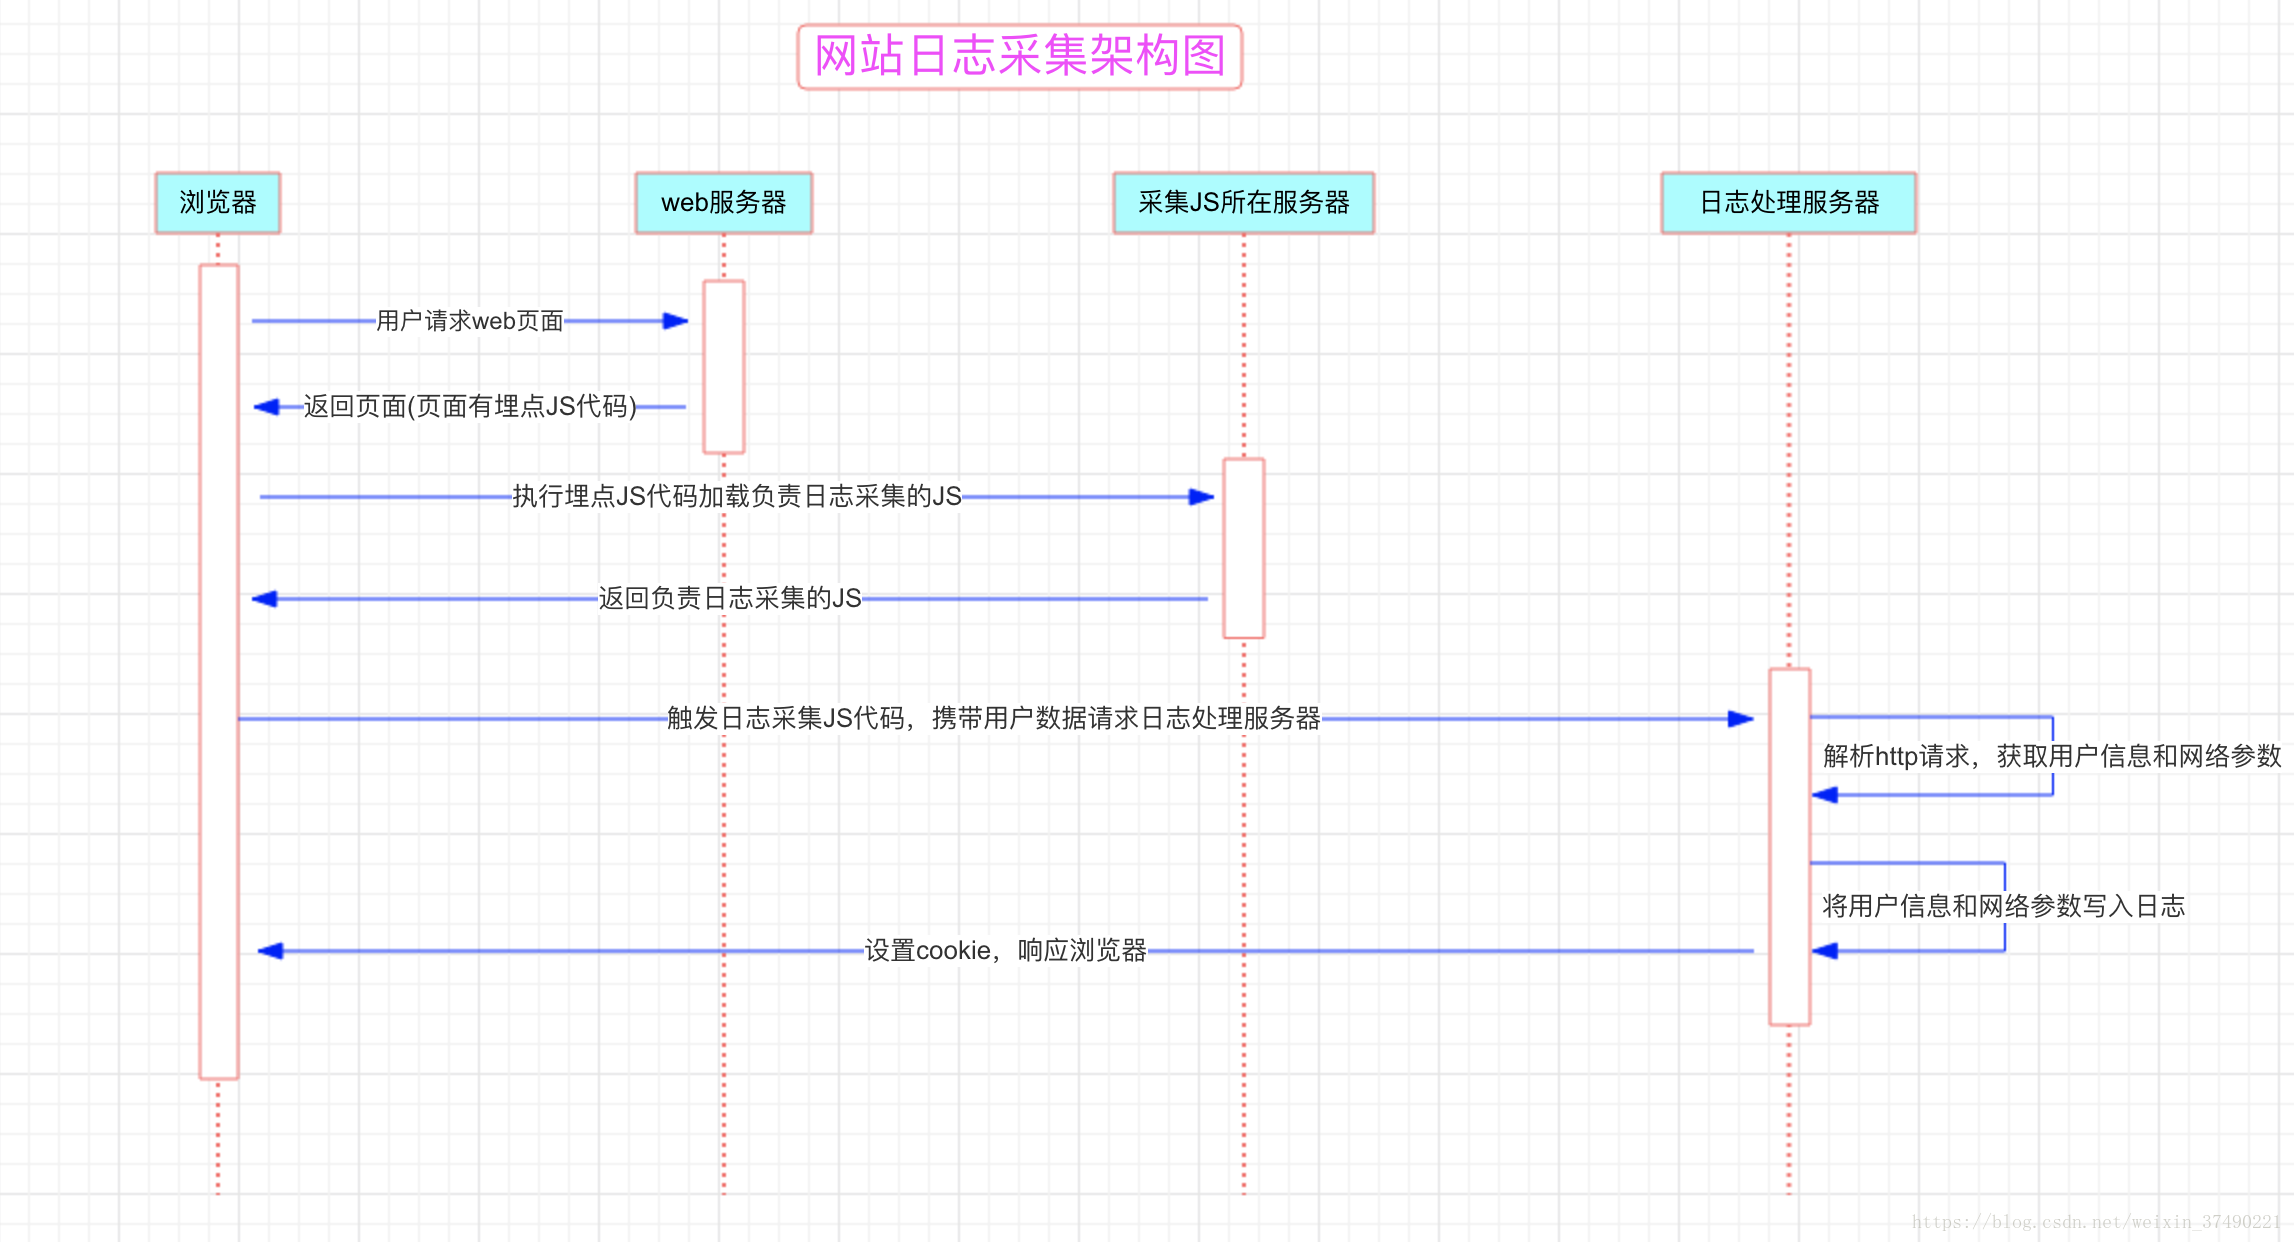 网站日志采集架构图
浏览器
web服务器
采集JS所在服务器
日志处理服务器
用户请求web页面
返回页面(页面有埋点JS代码)
执行埋点JS代码加载负责日志采集的JS
返回负责日志采集的JS
触发日志采集JS代码，携带用户数据请求日志处理服务器
解析http请求，获取用户信息和网络参数
将用户信息和网络参数写入日志
设置cookie，响应浏览器
https://blog.csdn.net/weixin_37490221